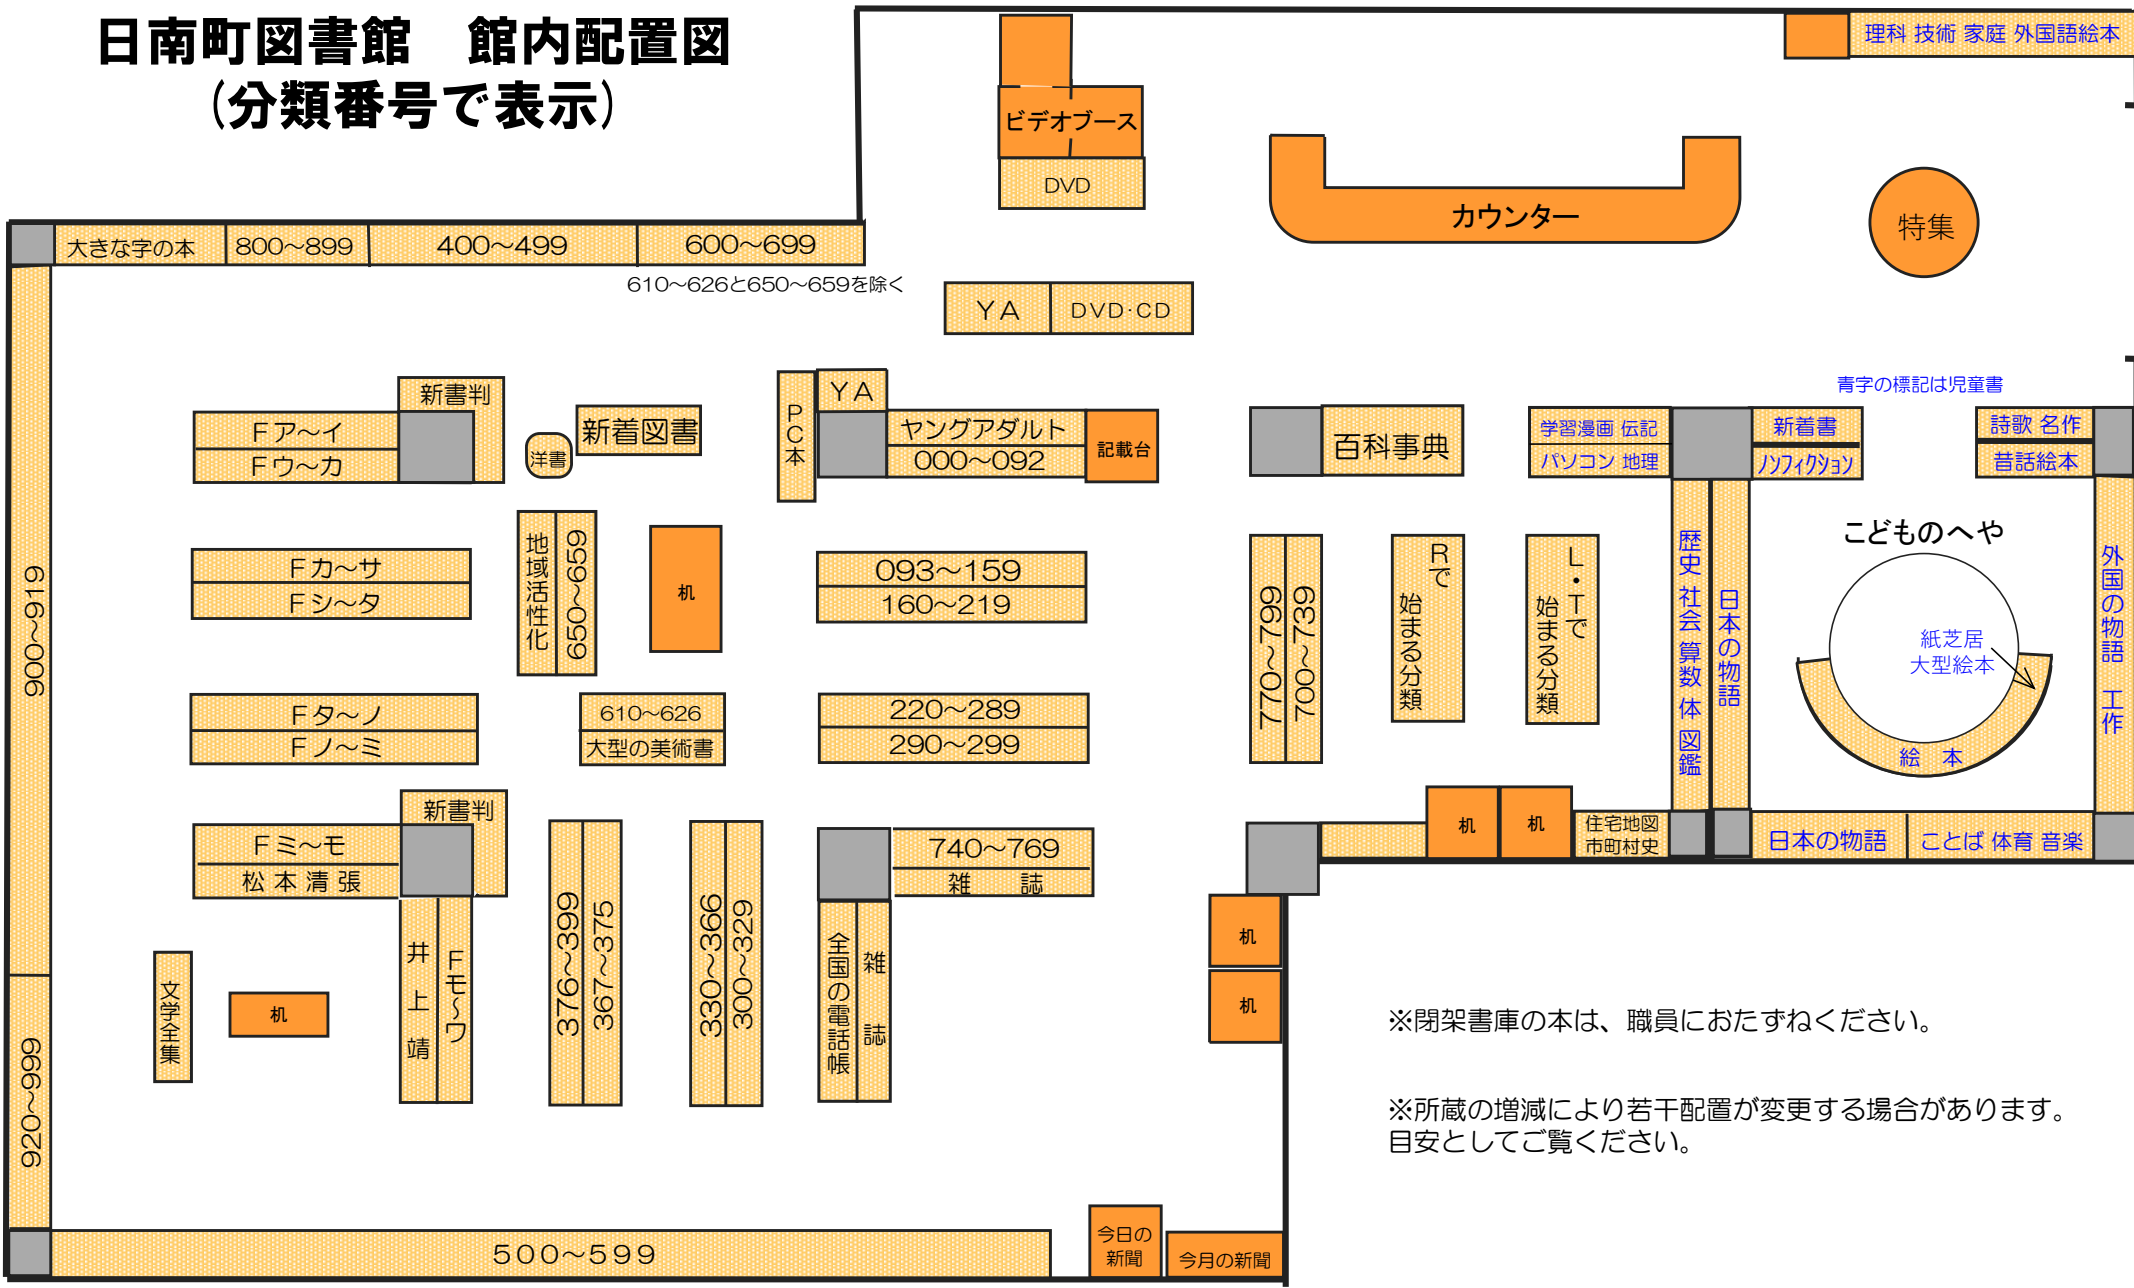 日南町図書館　館内配置図
(分類番号で表示)
理科 技術 家庭 外国語絵本
ビデオブース
DVD
カウンター
特集
大きな字の本
800〜899
400〜499
600〜699
610〜626と650〜659を除く
ＹＡ
DVD·CD
青字の標記は児童書
新書判
Fア〜イ
Fウ〜カ
洋書
新着図書
PC本
ＹＡ
ヤングアダルト
000〜092
記載台
百科事典
学習漫画 伝記
パソコン 地理
新着書
ノンフィクション
詩歌 名作
昔話絵本
900〜919
Fカ〜サ
Fシ〜タ
地域活性化
650〜659
机
093〜159
160〜219
770〜799
700〜739
Rで
始まる分類
L・Tで
始まる分類
歴史 社会 算数 体 図鑑
日本の物語
こどものへや
紙芝居
大型絵本
絵　本
外国の物語　工作
Fタ〜ノ
Fノ〜ミ
610〜626
大型の美術書
220〜289
290〜299
新書判
Fミ〜モ
松本清張
井上靖
Fモ〜ワ
376〜399
367〜375
330〜366
300〜329
740〜769
雑　誌
全国の電話帳
雑　誌
机
机
住宅地図
市町村史
日本の物語
ことば 体育 音楽
机
机
文学全集
机
920〜999
※閉架書庫の本は、職員におたずねください。
※所蔵の増減により若干配置が変更する場合があります。
目安としてご覧ください。
500〜599
今日の
新聞
今月の新聞